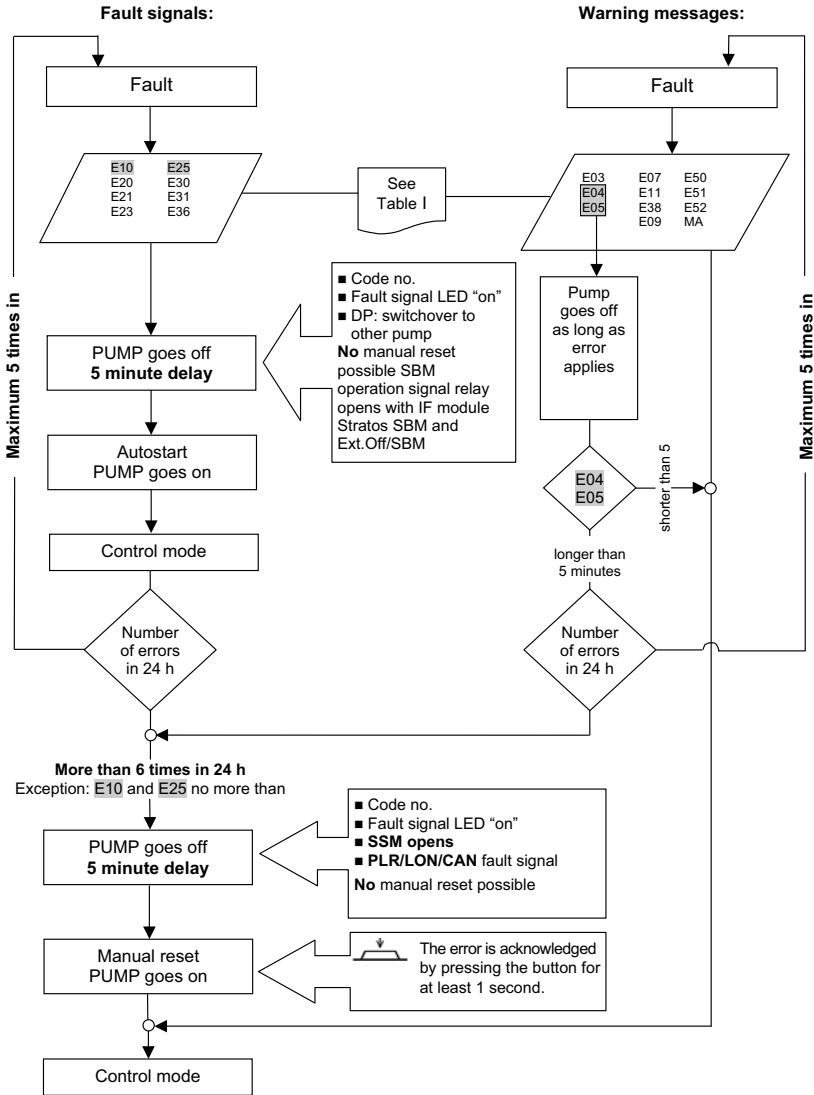 Fault signals:
Warning messages:
Fault
Fault
E10 E25
E20 E30
E21 E31
E23 E36
See
Table I
E03 E07 E50
E04 E11 E51
E05 E38 E52
E09 MA
Maximum 5 times in
■ Code no.
■ Fault signal LED “on”
■ DP: switchover to
other pump
No manual reset
possible SBM
operation signal relay
opens with IF module
Stratos SBM and
Ext.Off/SBM
Pump
goes off
as long as
error
applies
Maximum 5 times in
PUMP goes off
5 minute delay
Autostart
PUMP goes on
E04
E05
shorter than 5
Control mode
longer than
5 minutes
Number
of errors
in 24 h
Number
of errors
in 24 h
More than 6 times in 24 h
Exception: E10 and E25 no more than
PUMP goes off
5 minute delay
■ Code no.
■ Fault signal LED “on”
■ SSM opens
■ PLR/LON/CAN fault signal
No manual reset possible
Manual reset
PUMP goes on
The error is acknowledged
by pressing the button for
at least 1 second.
Control mode